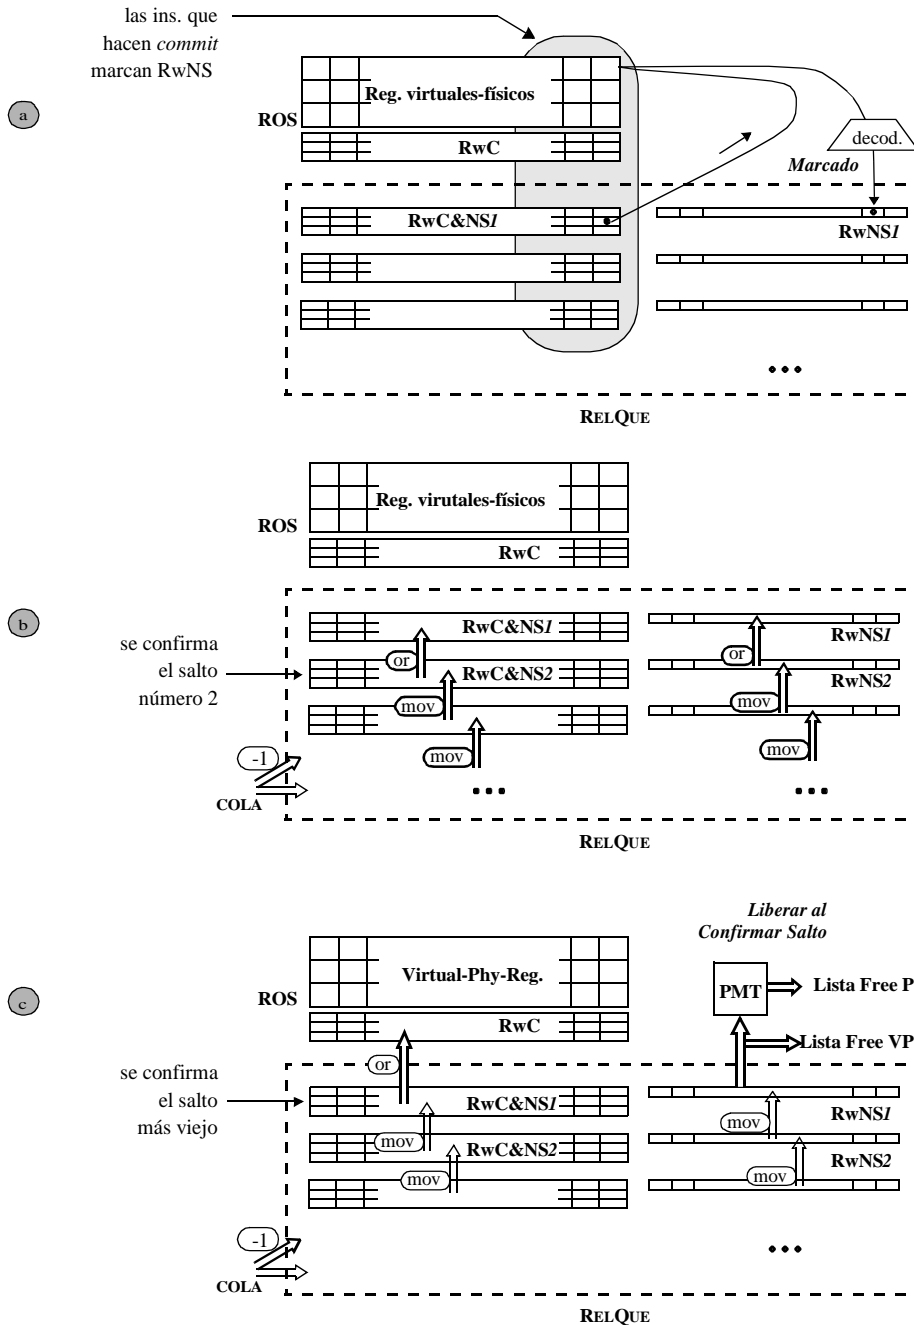 las ins. que
hacen commit
marcan RwNS
a
Reg. virtuales-físicos
ROS
RwC
decod.
Marcado
RwC&NS1
RwNS1
•••
RELQUE
b
Reg. virutales-físicos
ROS
RwC
se confirma
el salto
número 2
RwC&NS1
RwNS1
or
or
RwC&NS2
RwNS2
mov
mov
mov
mov
-1
COLA
•••
•••
RELQUE
c
Liberar al
Confirmar Salto
Virtual-Phy-Reg.
ROS
PMT
Lista Free P
RwC
Lista Free VP
or
se confirma
el salto
más viejo
RwC&NS1
RwNS1
mov
mov
RwC&NS2
RwNS2
mov
mov
-1
COLA
•••
RELQUE